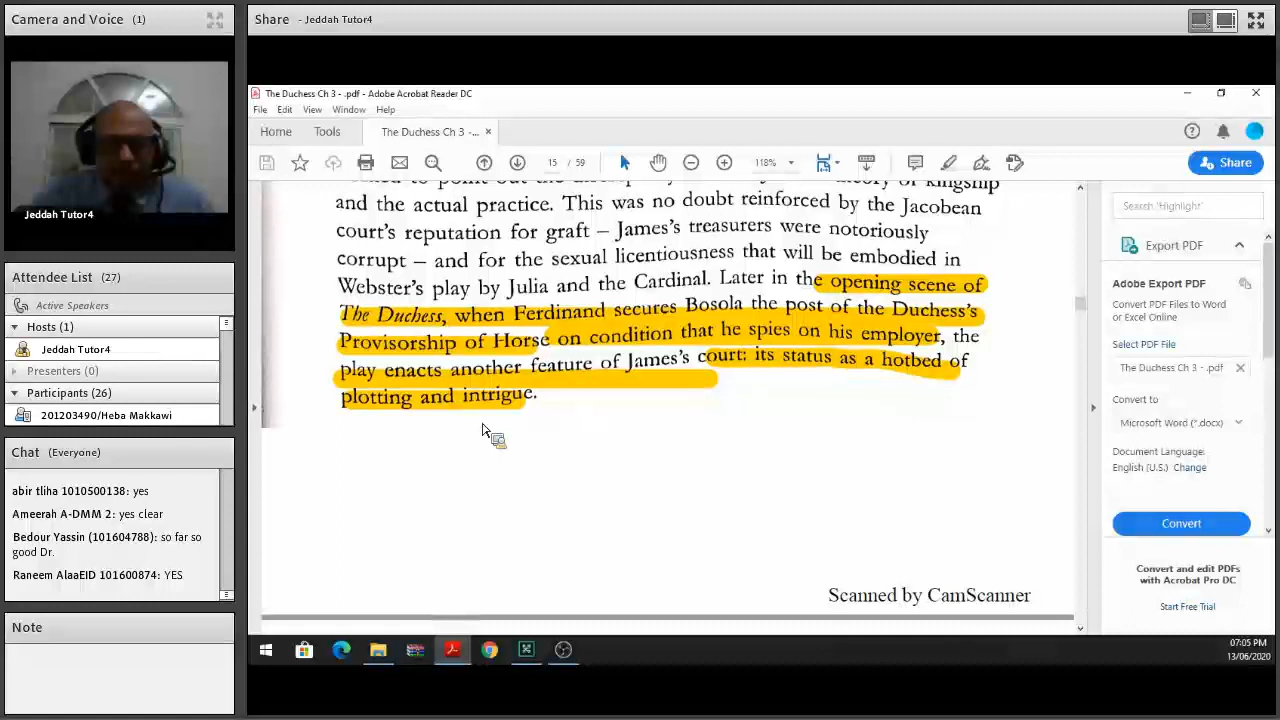 Camera and Voice (1)
Jeddah Tutor4
Attendee List (27)
Active Speakers
Hosts (1)
Jeddah Tutor4
Presenters (0)
Participants (26)
201203490/Heba Makkawi
Chat (Everyone)
abir tliha 1010500138: yes
Ameerah A-DMM 2: yes clear
Bedour Yassin (101604788): so far so
good Dr.
Raneem AlaaEID 101600874: YES
Note
Share - Jeddah Tutor4
The Duchess Ch 3 - .pdf - Adobe Acrobat Reader DC
File Edit View Window Help
Home Tools The Duchess Ch 3 -... ×
15 / 59 118%
Share
kingship
and the actual practice. This was no doubt reinforced by the Jacobean
court's reputation for graft – James's treasurers were notoriously
corrupt – and for the sexual licentiousness that will be embodied in
Webster's play by Julia and the Cardinal. Later in the opening scene of
The Duchess, when Ferdinand secures Bosola the post of the Duchess's
Provisorship of Horse on condition that he spies on his employer, the
play enacts another feature of James's court: its status as a hotbed of
plotting and intrigue.
Scanned by CamScanner
Search 'Highlight'
Export PDF
Adobe Export PDF
Convert PDF Files to Word
or Excel Online
Select PDF File
The Duchess Ch 3 - .pdf
Convert to
Microsoft Word (*.docx)
Document Language:
English (U.S.) Change
Convert
Convert and edit PDFs
with Acrobat Pro DC
Start Free Trial
07:05 PM
13/06/2020